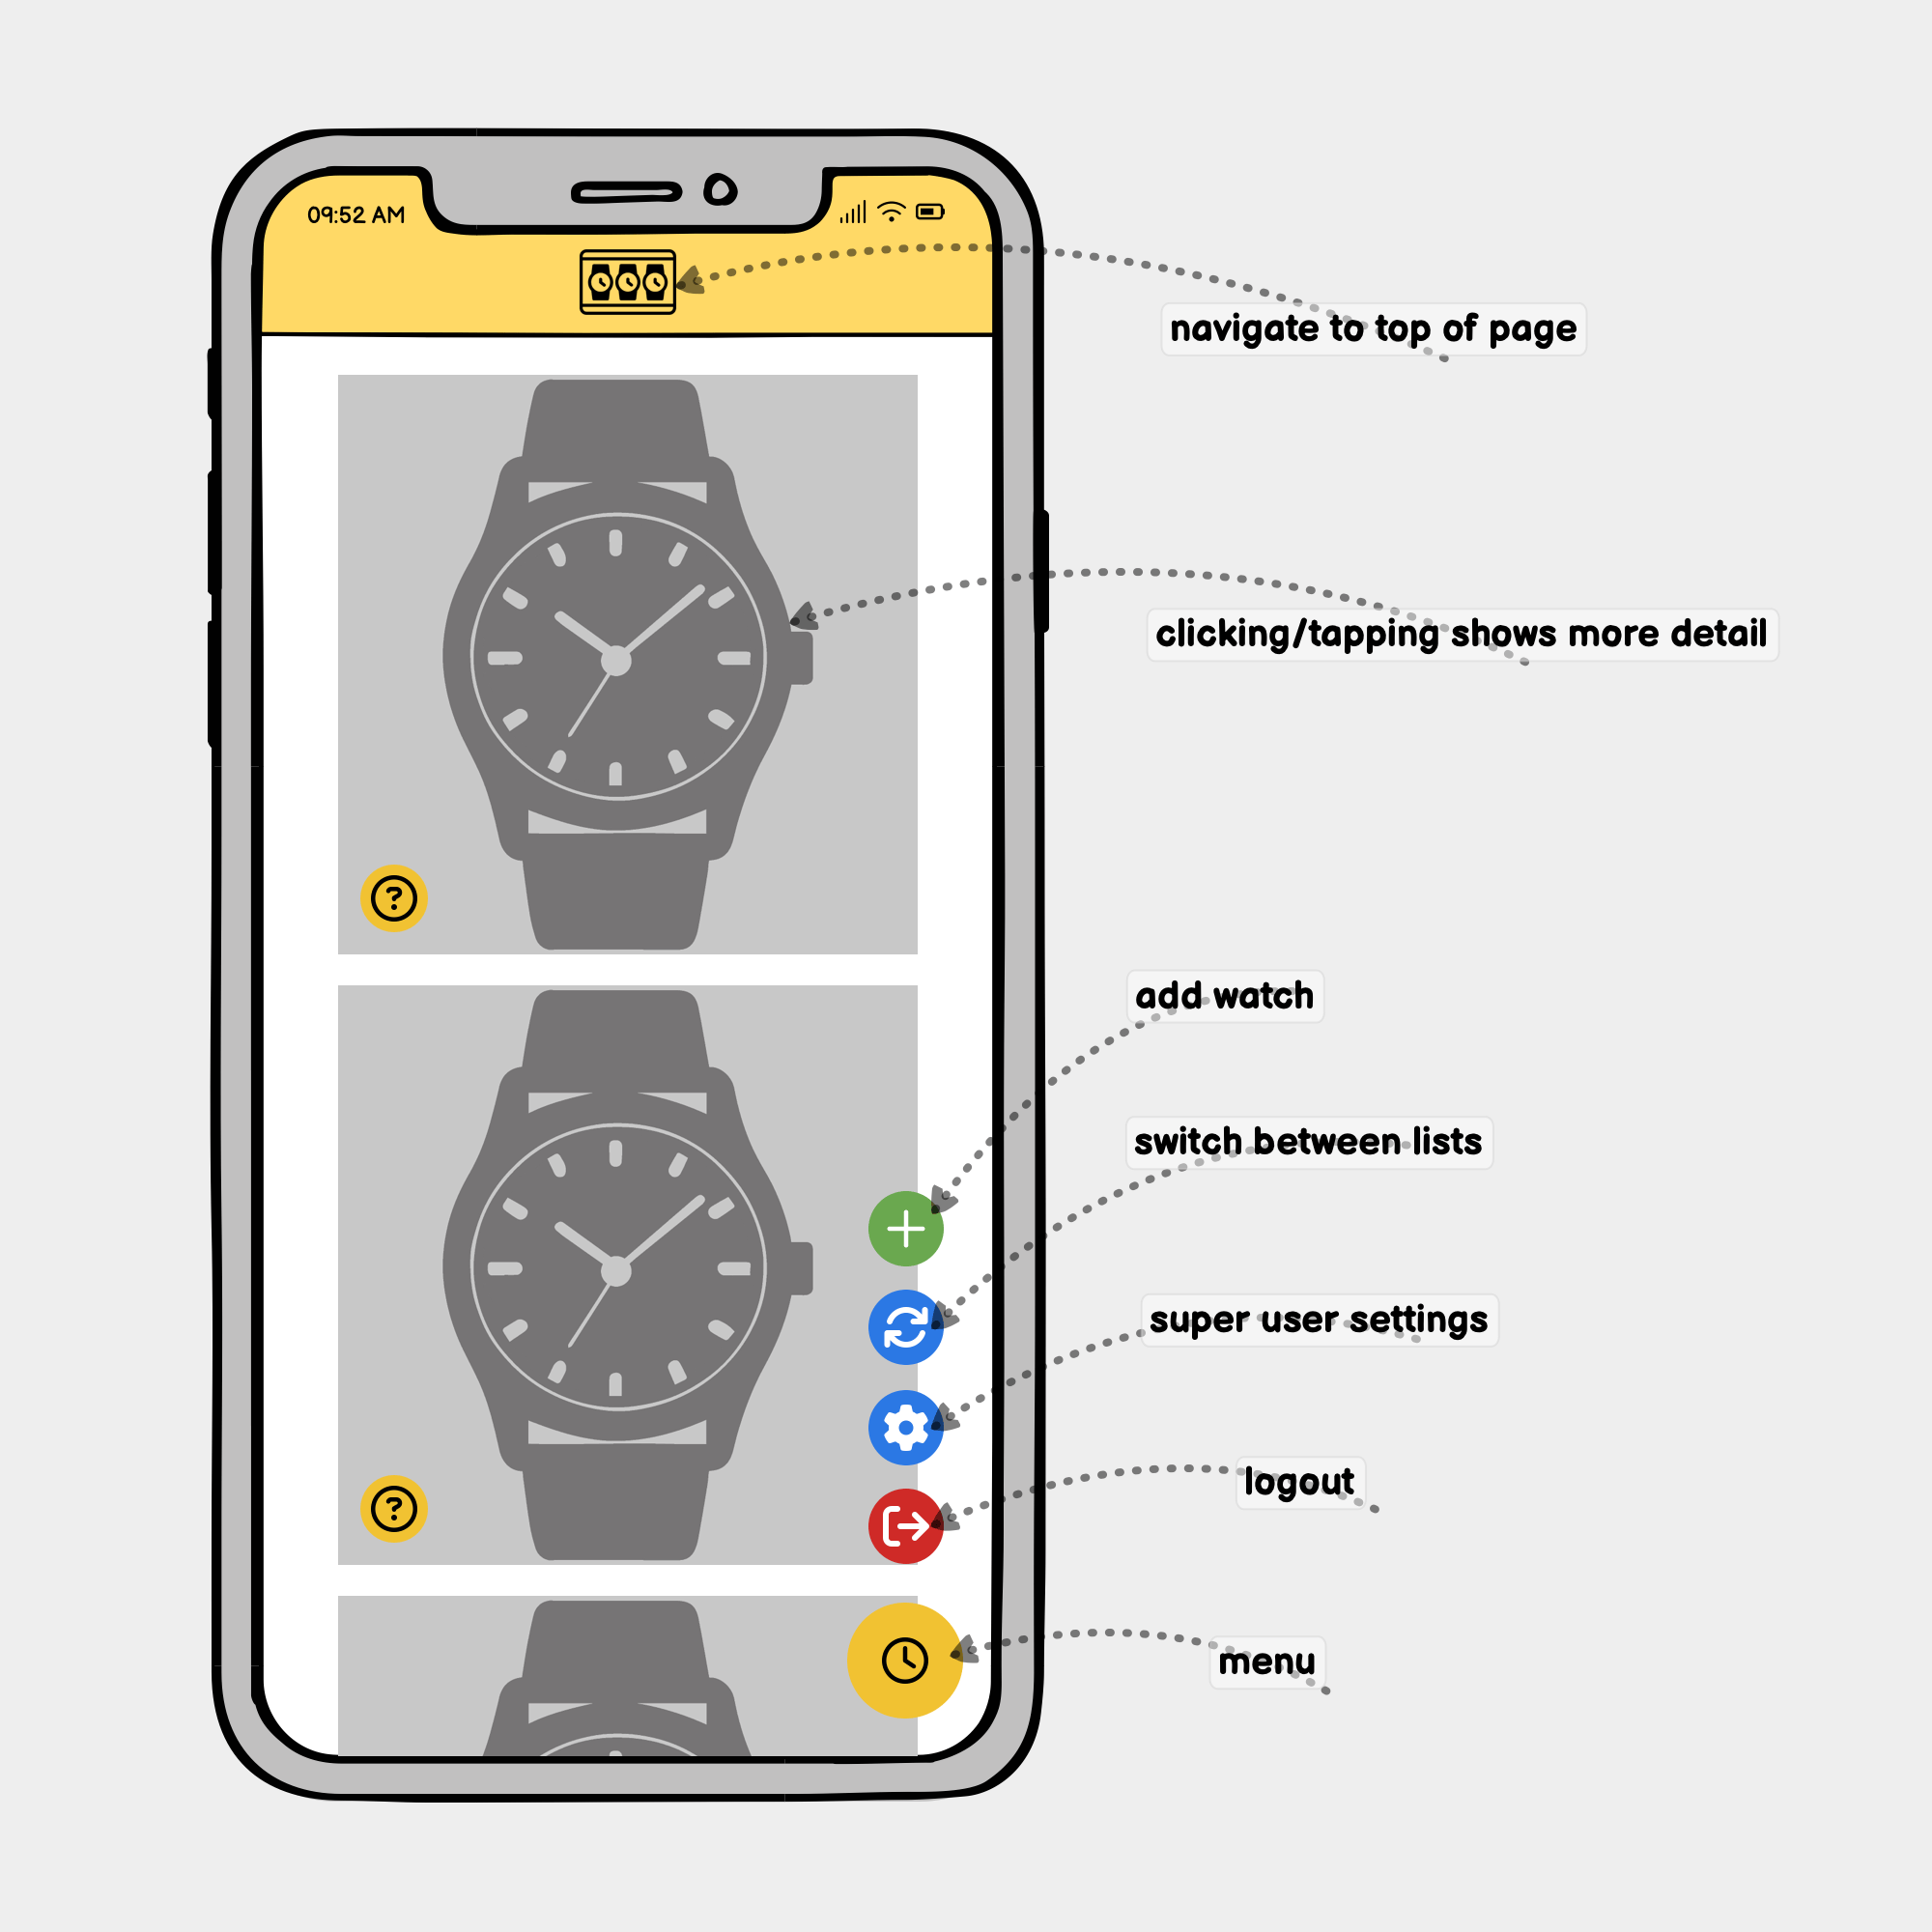 09:52 AM
navigate to top of page
clicking/tapping shows more detail
?
add watch
switch between lists
super user settings
logout
?
menu